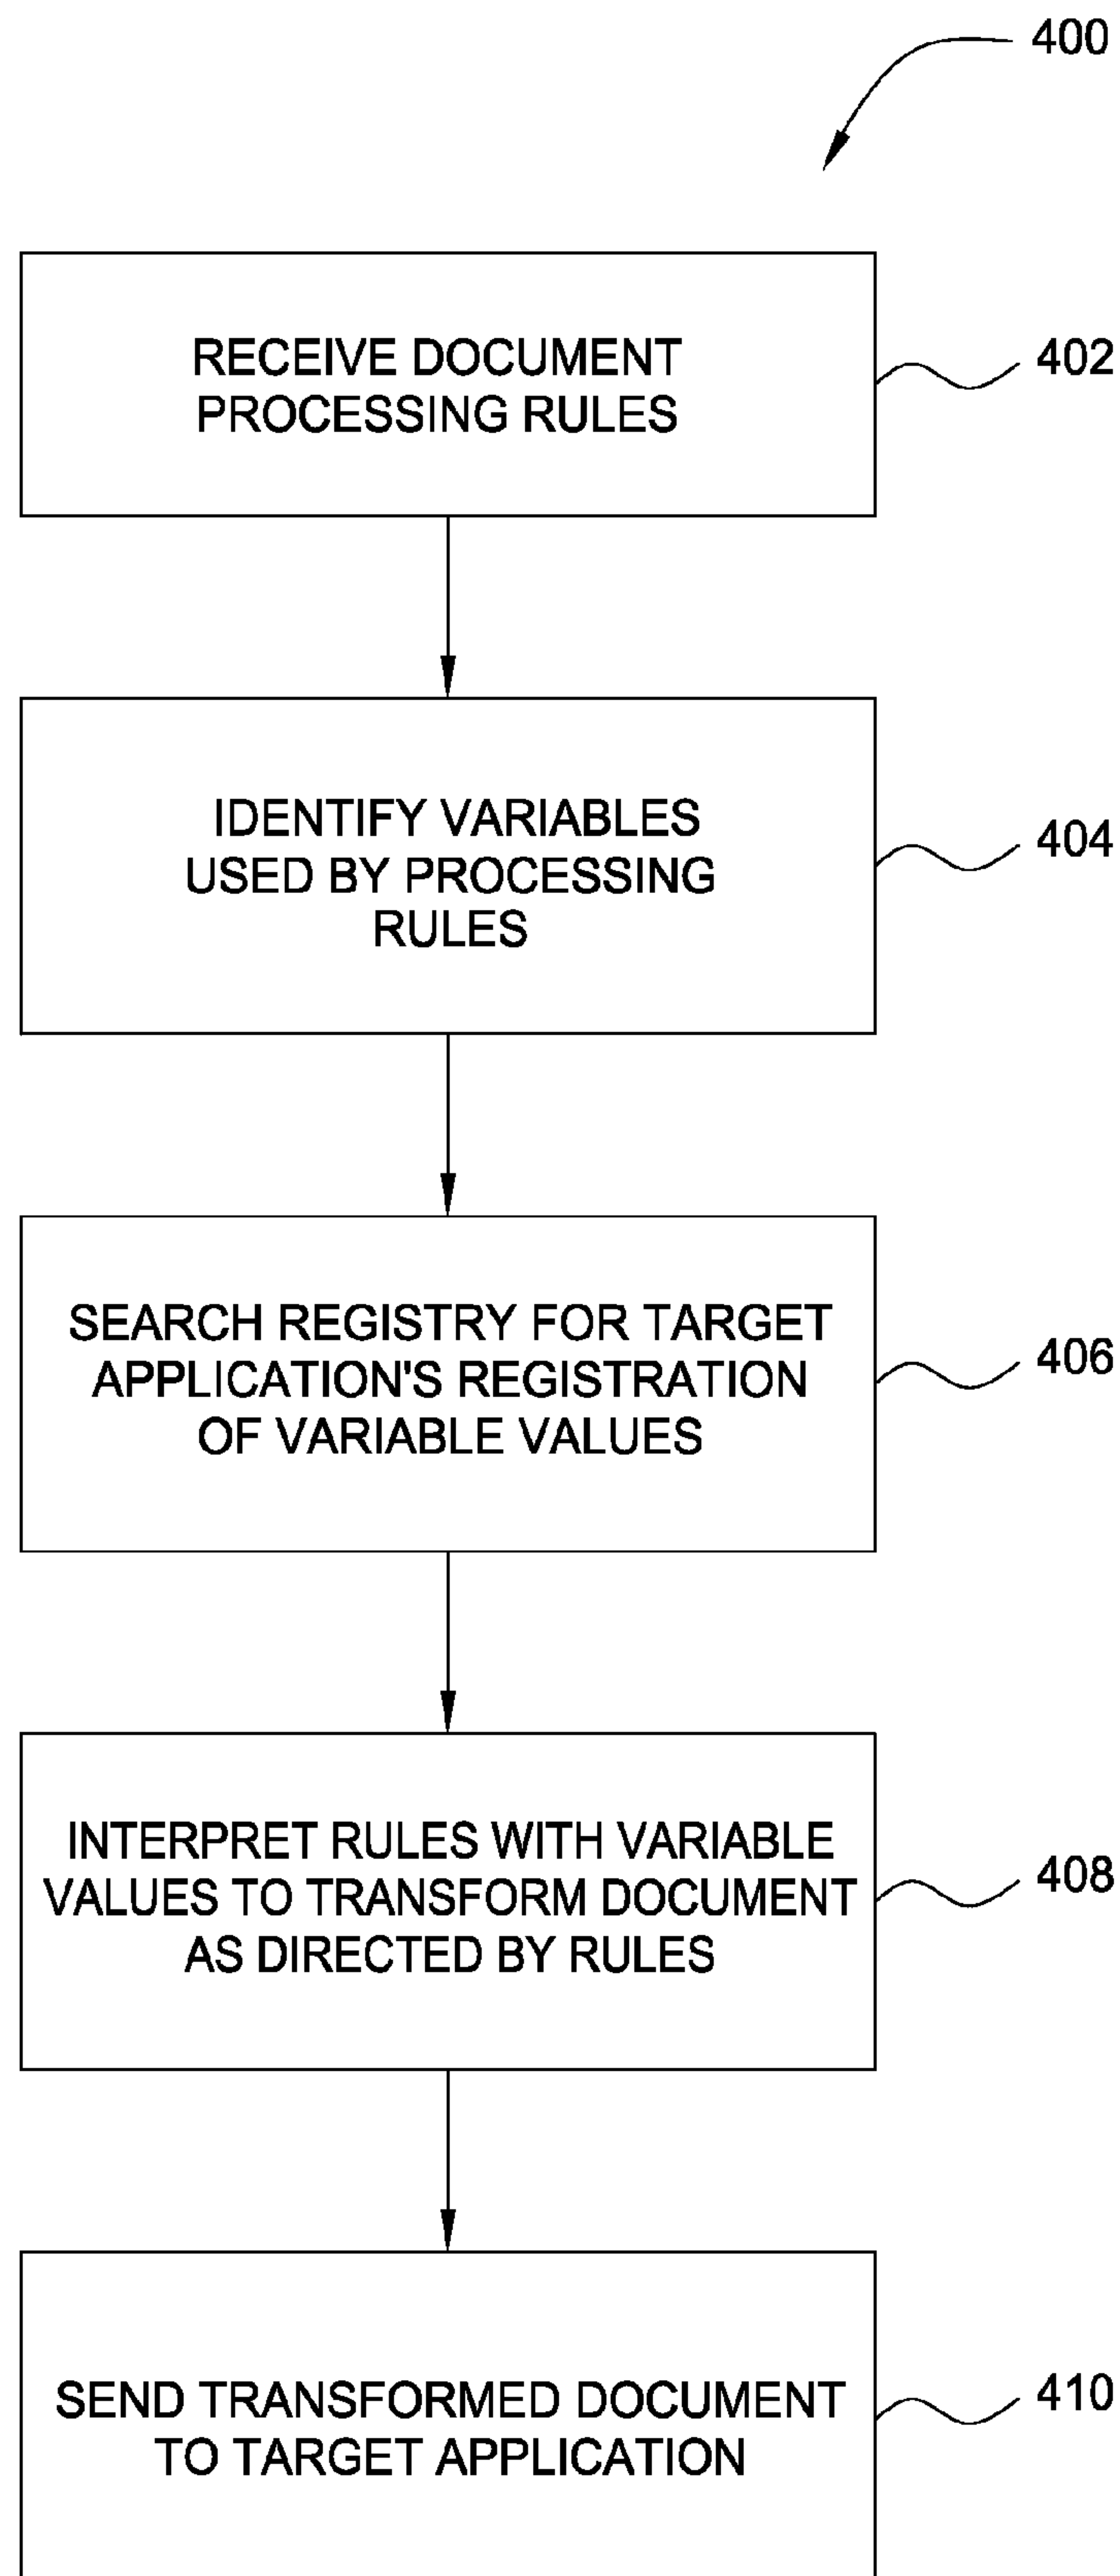 400
RECEIVE DOCUMENT
PROCESSING RULES
402
IDENTIFY VARIABLES
USED BY PROCESSING
RULES
404
SEARCH REGISTRY FOR TARGET
APPLICATION'S REGISTRATION
OF VARIABLE VALUES
406
INTERPRET RULES WITH VARIABLE
VALUES TO TRANSFORM DOCUMENT
AS DIRECTED BY RULES
408
SEND TRANSFORMED DOCUMENT
TO TARGET APPLICATION
410